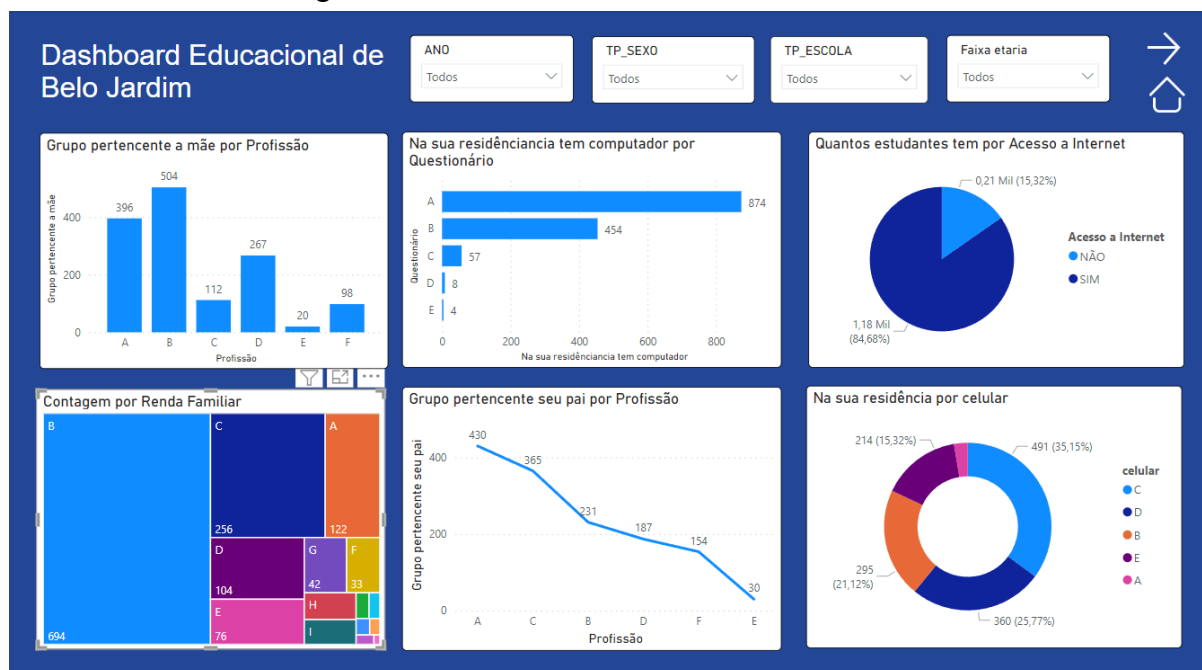 Dashboard Educacional de
Belo Jardim
ANO
Todos
TP_SEXO
Todos
TP_ESCOLA
Todos
Faixa etaria
Todos
Grupo pertencente a mãe por Profissão
Grupo pertencente a mãe
400
200
0
396
504
112
267
20
98
A
B
C
D
E
F
Profissão
Na sua residênciancia tem computador por
Questionário
Questionário
A
874
B
454
C
57
D
8
E
4
0
200
400
600
800
Na sua residênciancia tem computador
Quantos estudantes tem por Acesso a Internet
0,21 Mil (15,32%)
1,18 Mil
(84,68%)
Acesso a Internet
NÃO
SIM
Contagem por Renda Familiar
B
694
C
256
A
122
D
104
E
76
G
42
F
33
H
I
Grupo pertencente seu pai por Profissão
Grupo pertencente seu pai
400
200
0
430
365
231
187
154
30
A
C
B
D
F
E
Profissão
Na sua residência por celular
214 (15,32%)
491 (35,15%)
295
(21,12%)
360 (25,77%)
celular
C
D
B
E
A